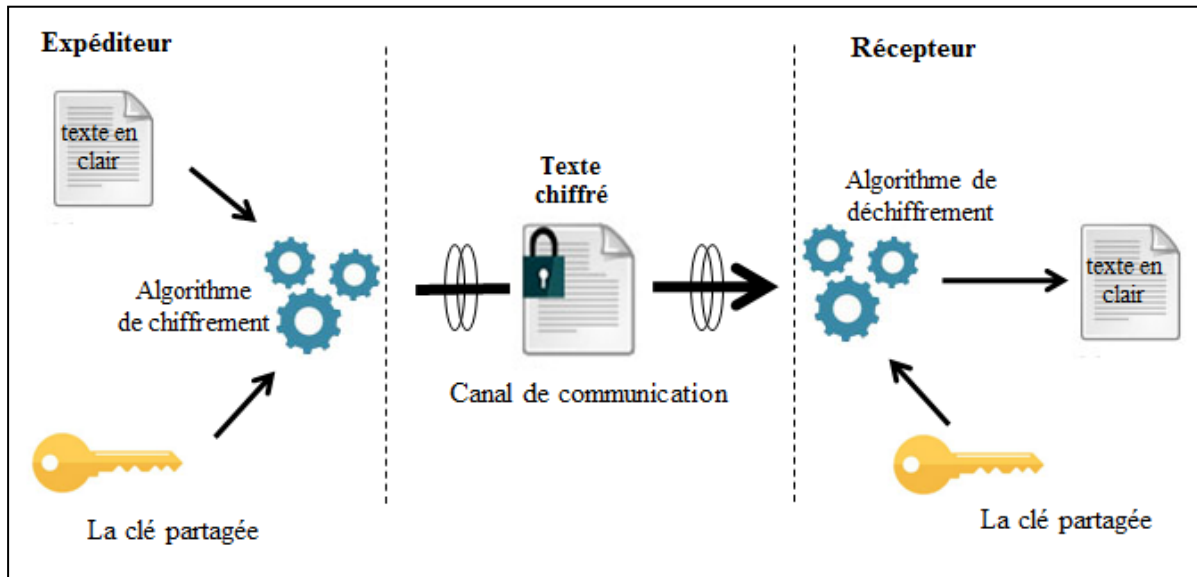 Expéditeur
texte en
clair
Algorithme
de chiffrement
La clé partagée
Texte
chiffré
Canal de communication
Récepteur
Algorithme de
déchiffrement
texte en
clair
La clé partagée